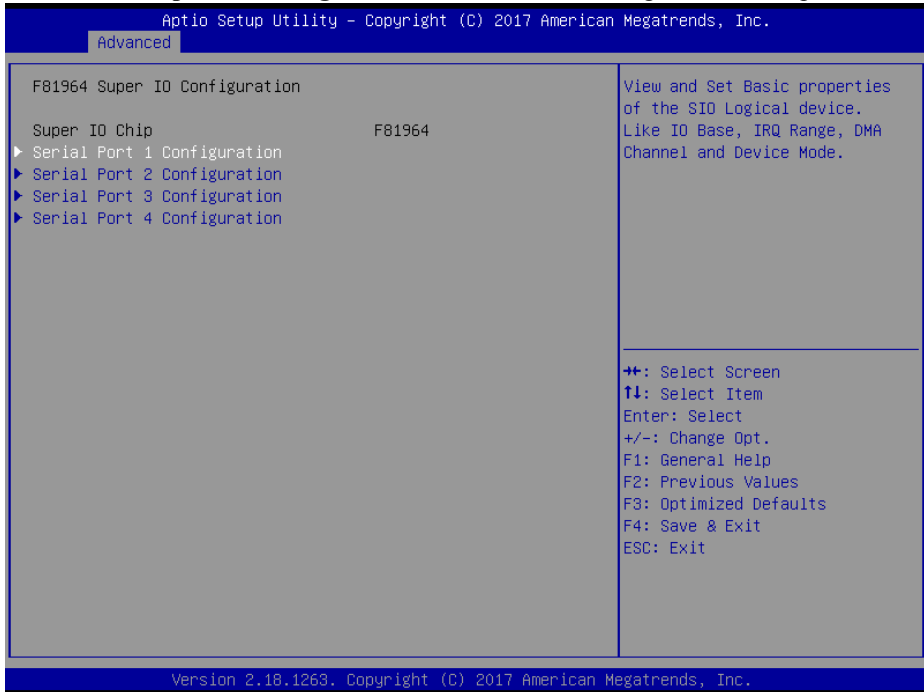 Aptio Setup Utility – Copyright (C) 2017 American Megatrends, Inc.
Advanced
F81964 Super IO Configuration
Super IO Chip F81964
▶ Serial Port 1 Configuration
▶ Serial Port 2 Configuration
▶ Serial Port 3 Configuration
▶ Serial Port 4 Configuration
View and Set Basic properties
of the SIO Logical device.
Like IO Base, IRQ Range, DMA
Channel and Device Mode.
→←: Select Screen
↑↓: Select Item
Enter: Select
+/-: Change Opt.
F1: General Help
F2: Previous Values
F3: Optimized Defaults
F4: Save & Exit
ESC: Exit
Version 2.18.1263. Copyright (C) 2017 American Megatrends, Inc.